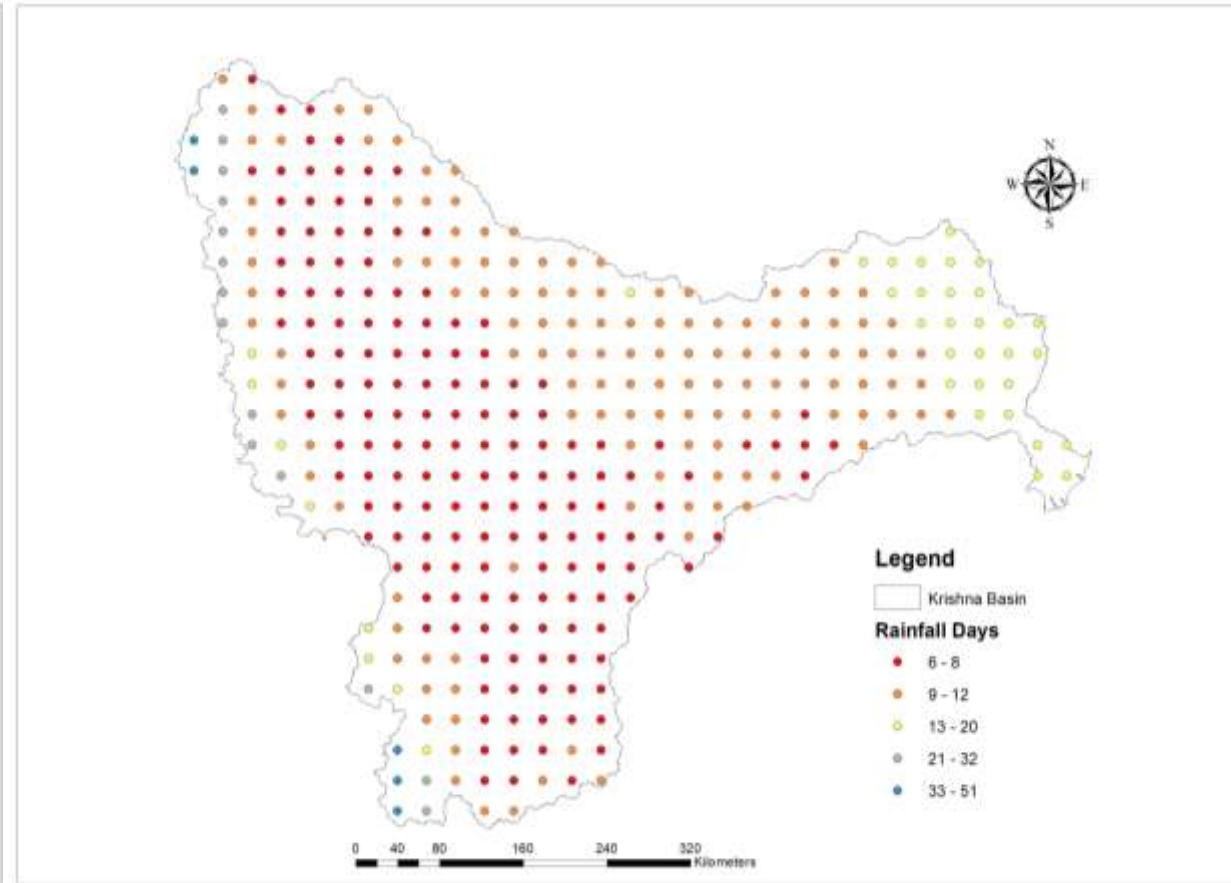 N
W E
S
Legend
Krishna Basin
Rainfall Days
6 - 8
9 - 12
13 - 20
21 - 32
33 - 51
0 40 80 160 240 320
Kilometers